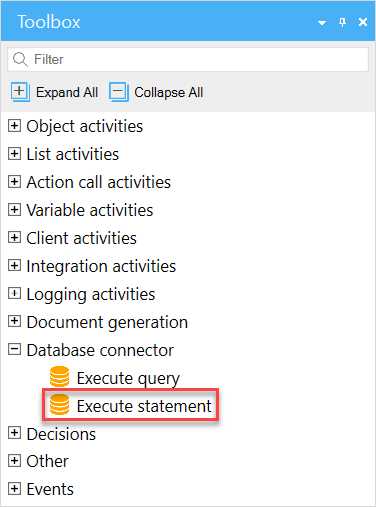 Toolbox
Filter
Expand All Collapse All
Object activities
List activities
Action call activities
Variable activities
Client activities
Integration activities
Logging activities
Document generation
Database connector
Execute query
Execute statement
Decisions
Other
Events